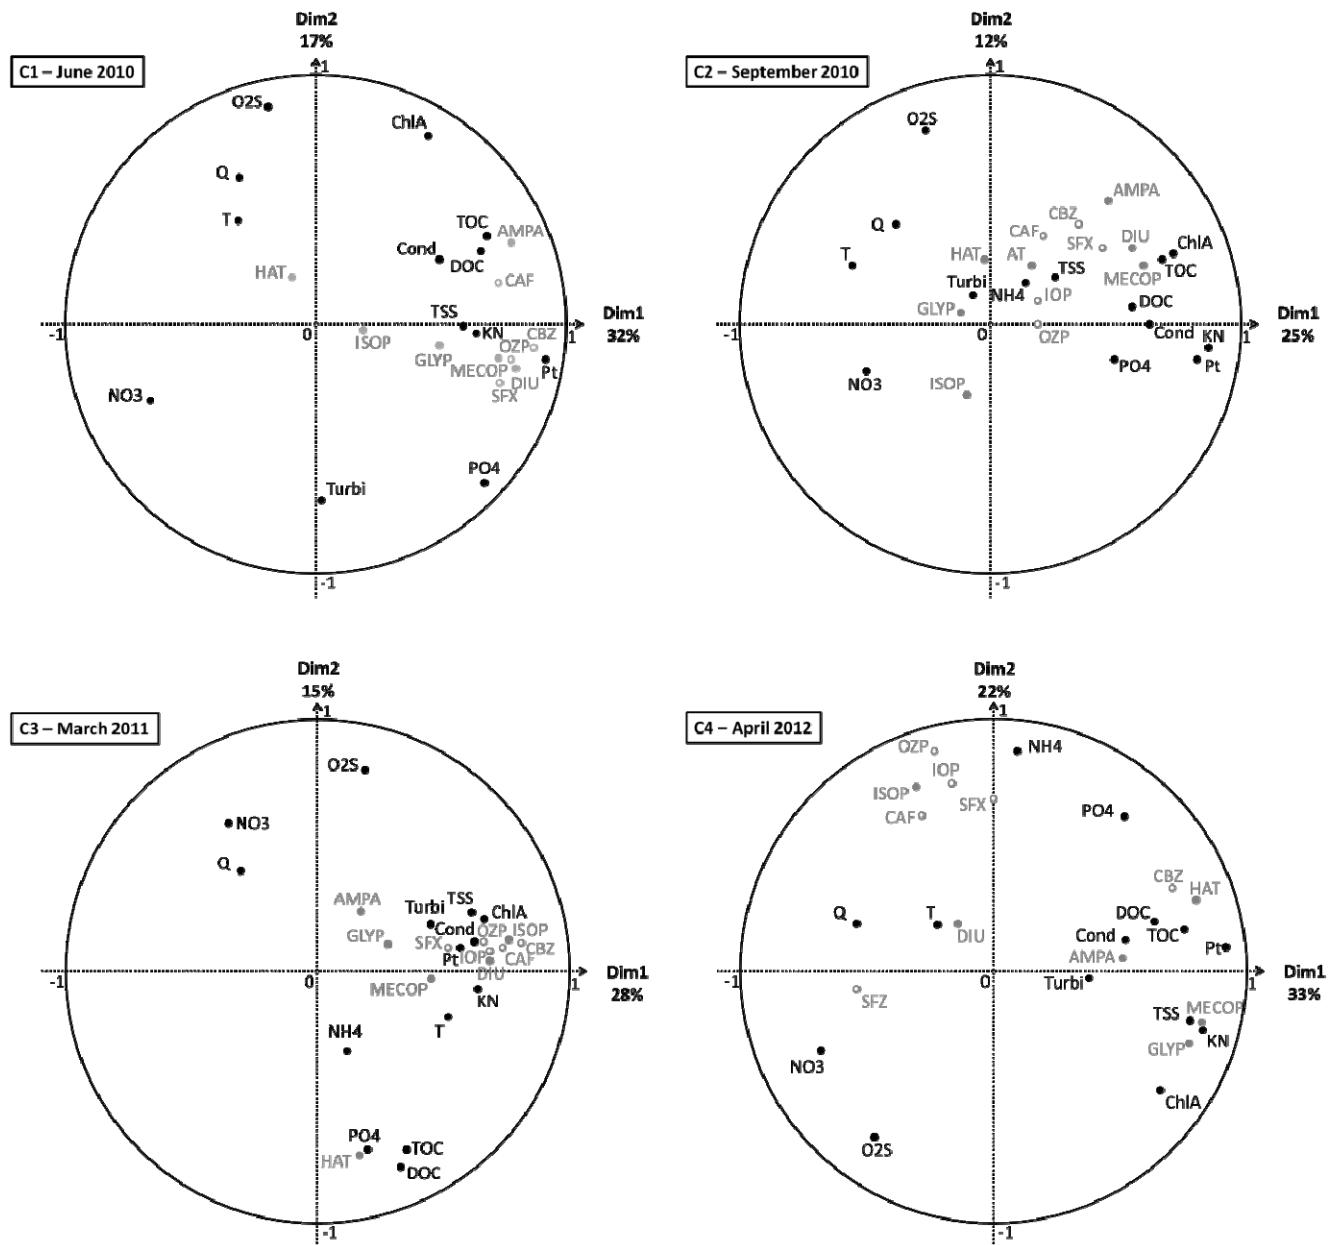 Dim2
17%
C1 – June 2010
1
O2S
ChlA
Q
T
TOC
AMPA
Cond
DOC
HAT
CAF
TSS
KN
CBZ
-1
0
ISOP
OZP
1
Dim1
32%
GLYP
MECOP
Pt
DIU
SFX
NO3
PO4
Turbi
-1
Dim2
12%
C2 – September 2010
1
O2S
AMPA
CBZ
Q
CAF
SFX
DIU
ChlA
T
HAT
AT
TSS
TOC
MECOP
Turbi
NH4
IOP
DOC
GLYP
-1
0
OZP
Cond
KN
1
Dim1
25%
PO4
Pt
NO3
ISOP
-1
Dim2
15%
C3 – March 2011
1
O2S
NO3
Q
AMPA
Turbi
TSS
ChlA
GLYP
Cond
OZP
ISOP
SFX
CBZ
Pt
IOP
CAF
DIU
-1
0
MECOP
KN
1
Dim1
28%
NH4
T
PO4
TOC
HAT
DOC
-1
Dim2
22%
C4 – April 2012
1
OZP
NH4
IOP
ISOP
SFX
CAF
PO4
CBZ
HAT
Q
T
DOC
DIU
Cond
TOC
Pt
AMPA
-1
0
Turbi
1
Dim1
33%
SFZ
TSS
MECOP
KN
GLYP
NO3
ChlA
O2S
-1